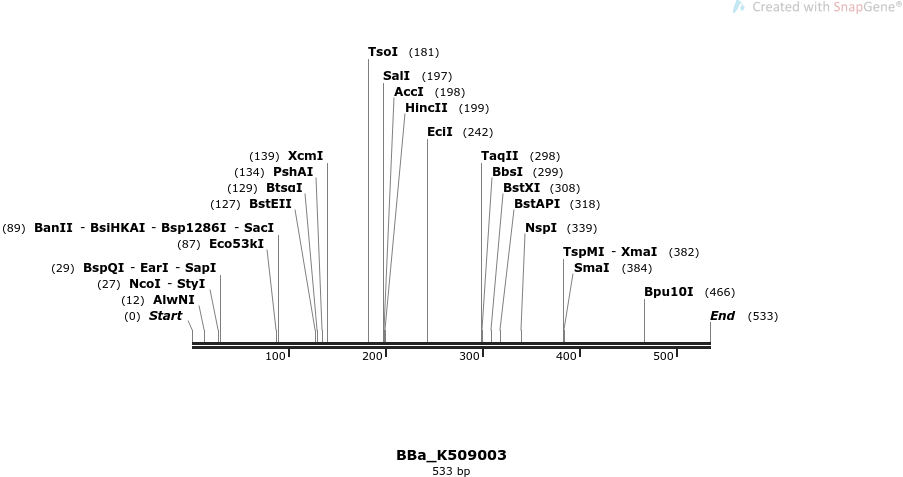 Created with SnapGene®
TsoI (181)
SalI (197)
AccI (198)
HincII (199)
EciI (242)
(139) XcmI
TaqII (298)
(134) PshAI
BbsI (299)
(129) BtsαI
BstXI (308)
(127) BstEII
BstAPI (318)
(89) BanII - BsiHKAI - Bsp1286I - SacI
NspI (339)
(87) Eco53kI
TspMI - XmaI (382)
(29) BspQI - EarI - SapI
SmaI (384)
(27) NcoI - StyI
Bpu10I (466)
(12) AlwNI
(0) Start
End (533)
100 200 300 400 500
BBa_K509003
533 bp